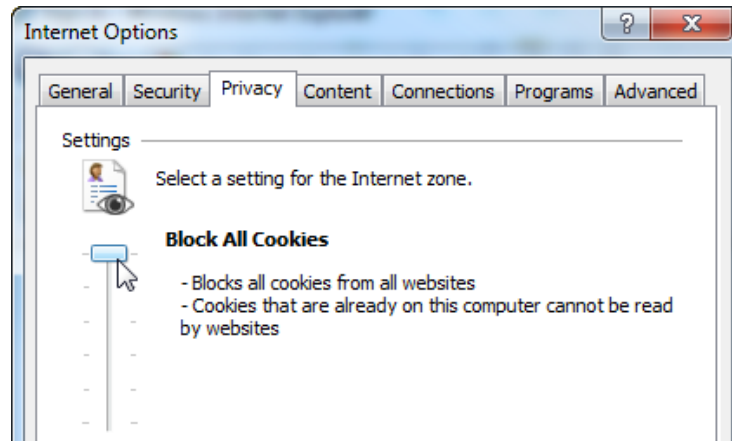 Internet Options
General Security Privacy Content Connections Programs Advanced
Settings
Select a setting for the Internet zone.
Block All Cookies
- Blocks all cookies from all websites
- Cookies that are already on this computer cannot be read
by websites